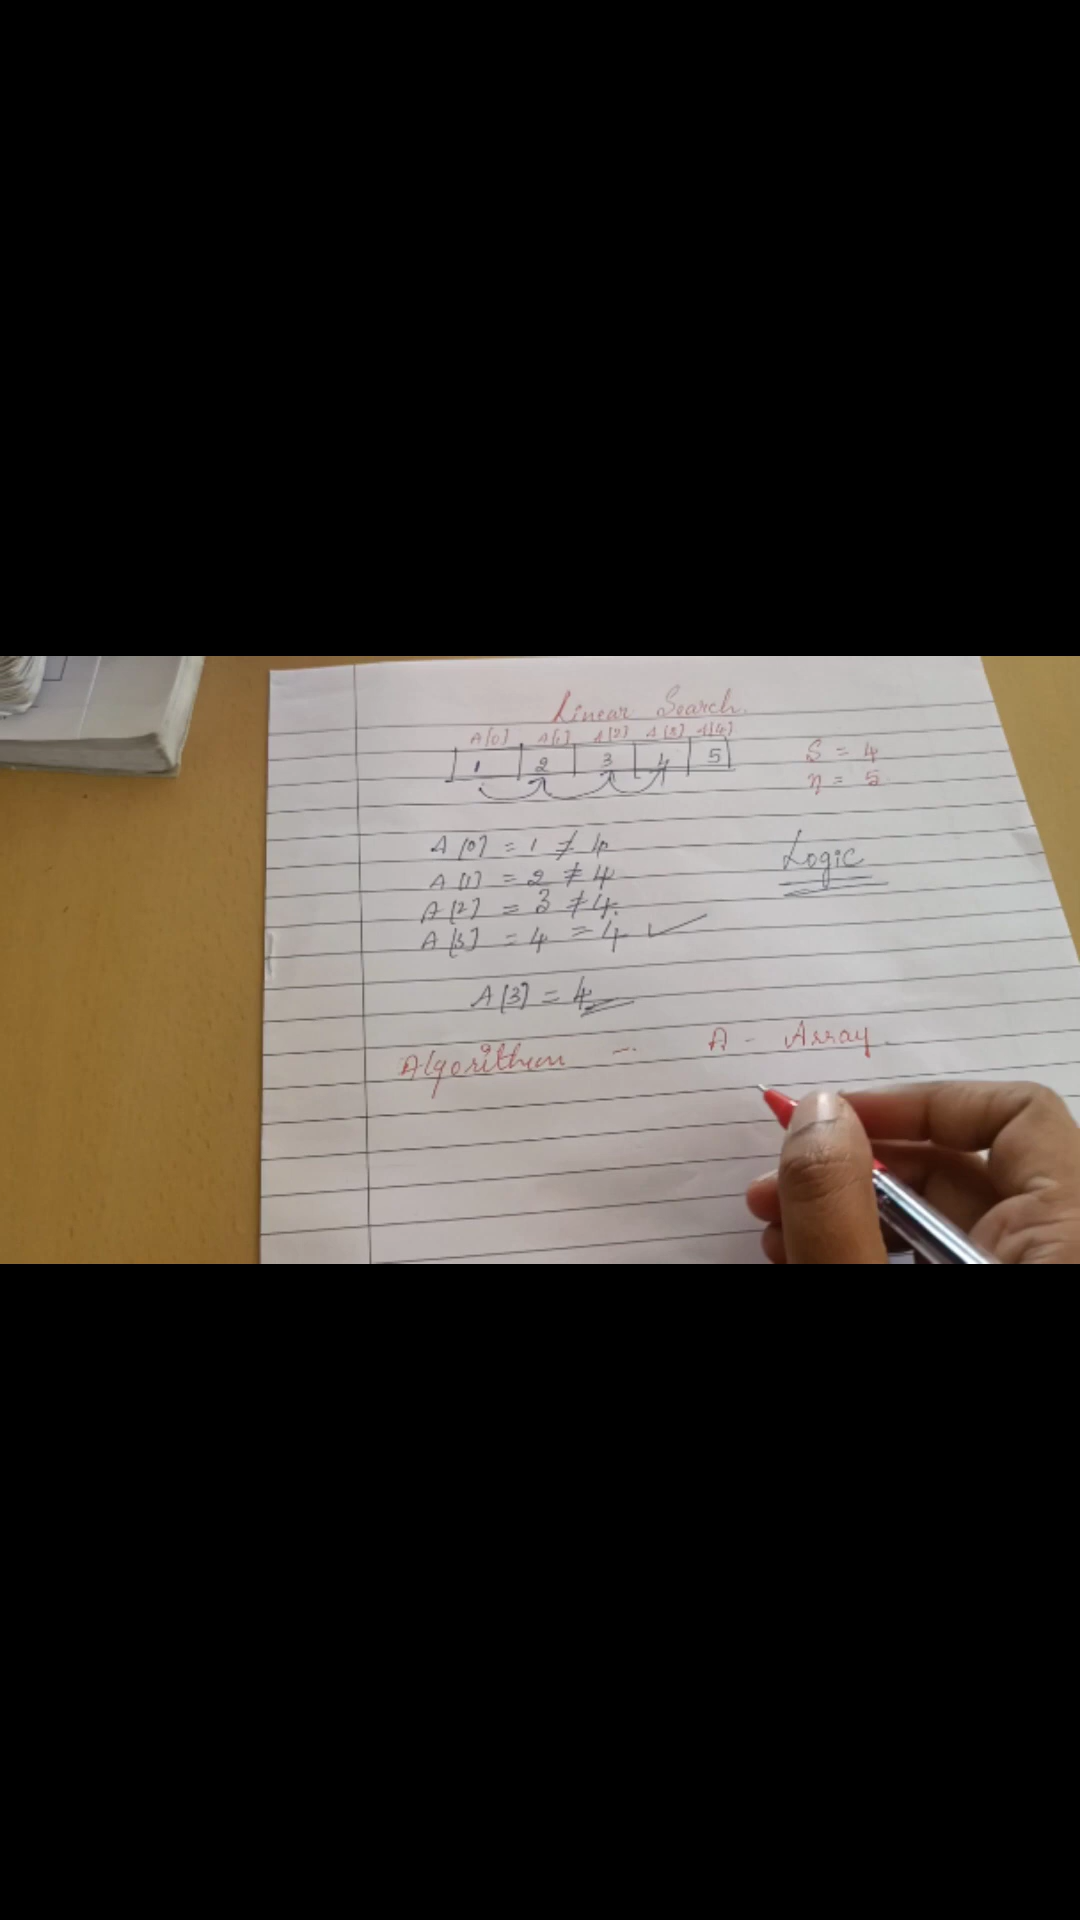 Linear Search.
A[0] A[1] A[2] A[3] A[4]
1 2 3 4 5
S = 4
n = 5
A[0] = 1 ≠ 4
A[1] = 2 ≠ 4
A[2] = 3 ≠ 4.
A[3] = 4 = 4 ✓
Logic
A[3] = 4
Algorithm - A - Array.